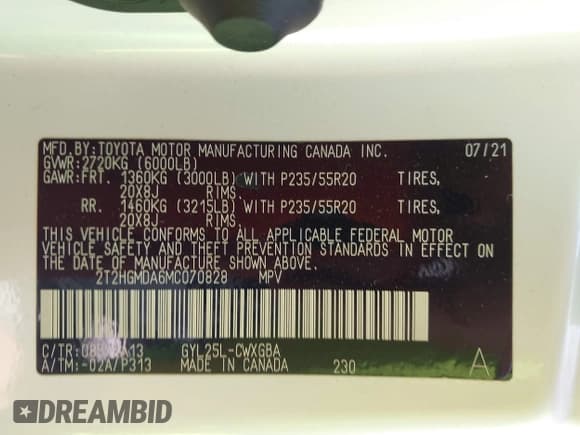 MFD.BY:TOYOTA MOTOR MANUFACTURING CANADA INC. 07/21
GVWR:2720KG (6000LB)
GAWR:FRT. 1360KG (3000LB) WITH P235/55R20 TIRES,
20X8J RIMS.
RR. 1460KG (3215LB) WITH P235/55R20 TIRES,
20X8J RIMS.
THIS VEHICLE CONFORMS TO ALL APPLICABLE FEDERAL MOTOR
VEHICLE SAFETY AND THEFT PREVENTION STANDARDS IN EFFECT ON
THE DATE OF MANUFACTURE SHOWN ABOVE.
2T2HGMDA6MC070828 MPV
C/TR: GYL25L-CWXGBA
A/TM:-02A/P313 MADE IN CANADA 230 A
DREAMBID